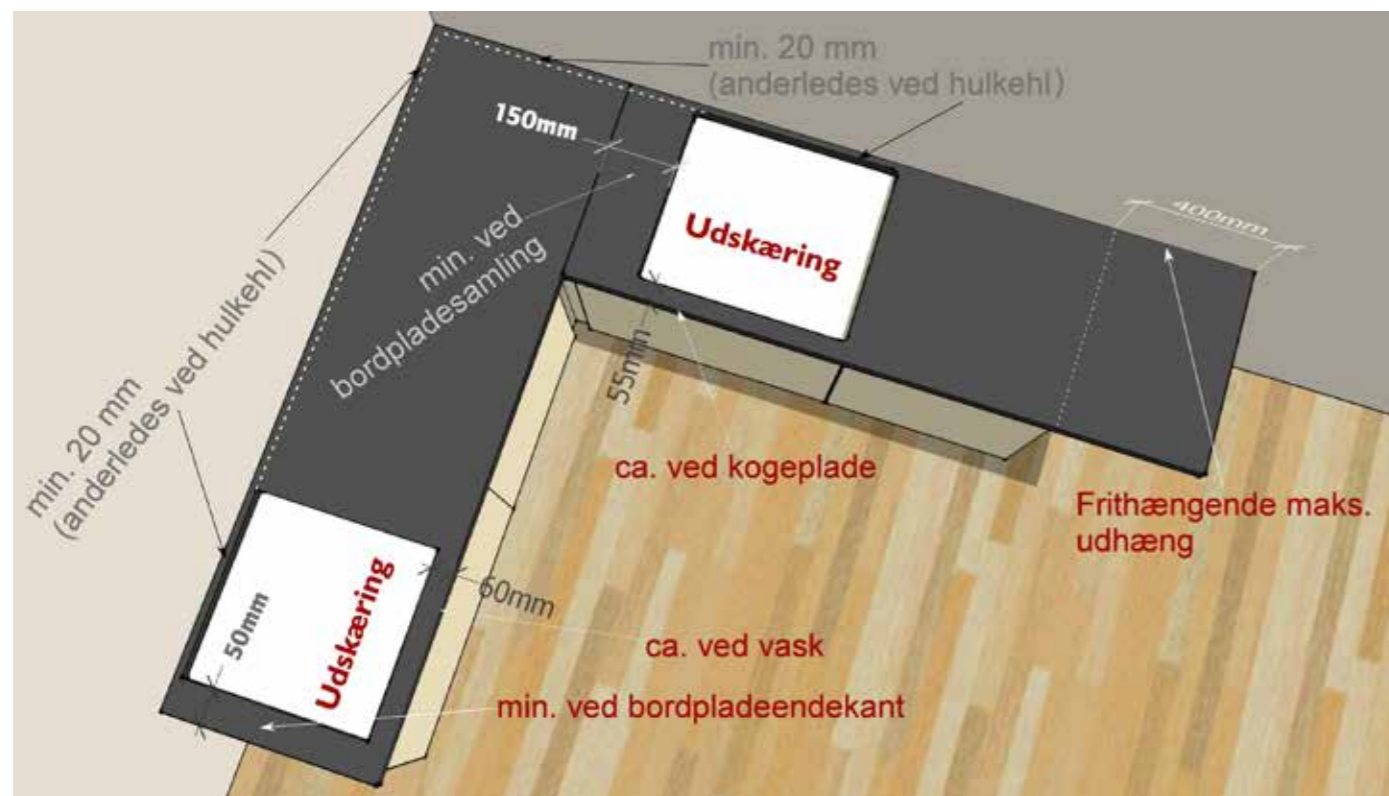 min. 20 mm
(anderledes ved hulkehl)
150mm
400mm
Udskæring
min. ved
bordpladesamling
min. 20 mm
(anderledes ved hulkehl)
55mm
ca. ved kogeplade
Frithængende maks.
udhæng
Udskæring
50mm
60mm
ca. ved vask
min. ved bordpladeendekant